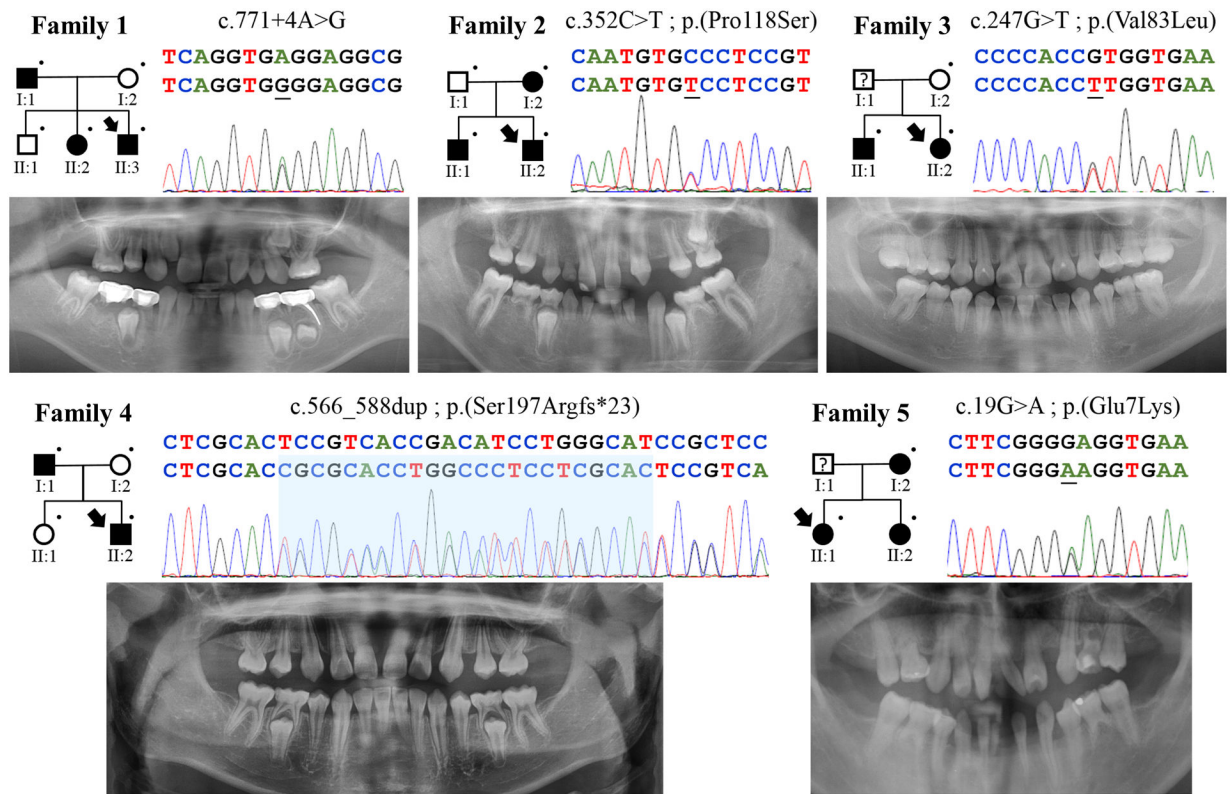 Family 1
c.771+4A>G
TCAGGTGAGGAGGCG
TCAGGTGGGGAGGCG
I:1
I:2
II:1
II:2
II:3
Family 2
c.352C>T ; p.(Pro118Ser)
CAATGTGCCCTCCGT
CAATGTGTCCTCCGT
I:1
I:2
II:1
II:2
Family 3
c.247G>T ; p.(Val83Leu)
CCCCACCGTGGTGAA
CCCCACCTTGGTGAA
?
I:1
I:2
II:1
II:2
Family 4
c.566_588dup ; p.(Ser197Argfs*23)
CTCGCACTCCGTCACCGACATCCTGGGCATCCGCTCC
CTCGCACCGCGCACCTGGCCCTCCTCGCACTCCGTCA
I:1
I:2
II:1
II:2
Family 5
c.19G>A ; p.(Glu7Lys)
CTTCGGGGAGGTGAA
CTTCGGGAAGGTGAA
?
I:1
I:2
II:1
II:2